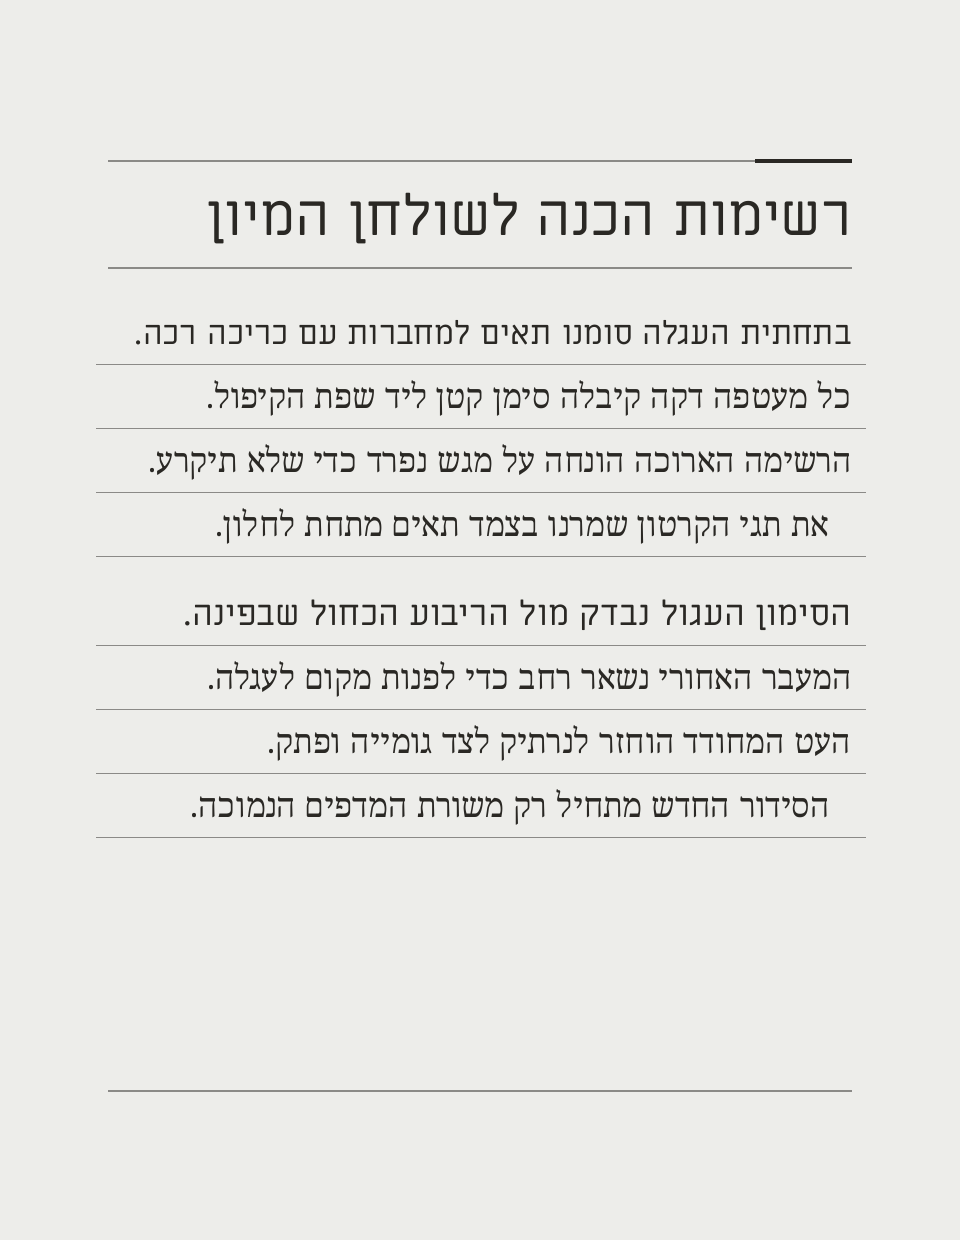 רשימות הכנה לשולחן המיון
בתחתית העגלה סומנו תאים למחברות עם כריכה רכה.
כל מעטפה דקה קיבלה סימן קטן ליד שפת הקיפול.
הרשימה הארוכה הונחה על מגש נפרד כדי שלא תיקרע.
את תגי הקרטון שמרנו בצמד תאים מתחת לחלון.
הסימון העגול נבדק מול הריבוע הכחול שבפינה.
המעבר האחורי נשאר רחב כדי לפנות מקום לעגלה.
העט המחודד הוחזר לנרתיק לצד גומייה ופתק.
הסידור החדש מתחיל רק משורת המדפים הנמוכה.